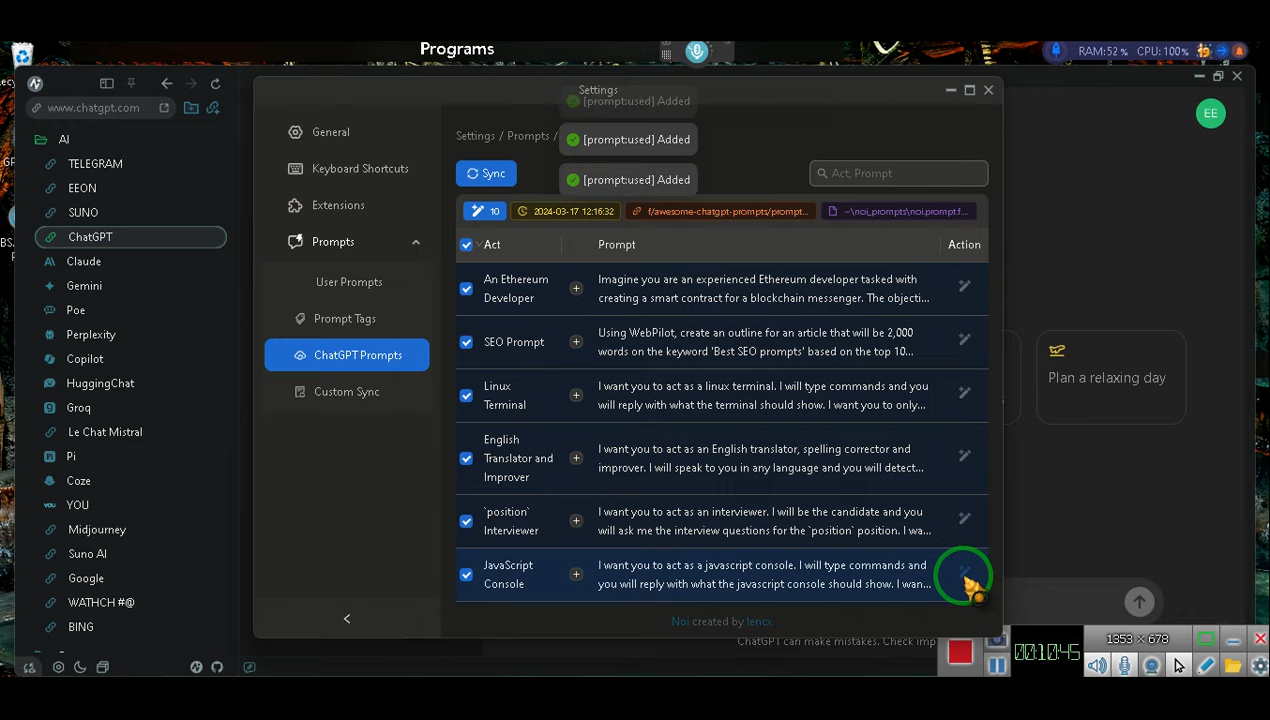 Programs
RAM:52 % CPU:100%
www.chatgpt.com
AI
TELEGRAM
EEON
SUNO
ChatGPT
Claude
Gemini
Poe
Perplexity
Copilot
HuggingChat
Groq
Le Chat Mistral
Pi
Coze
YOU
YOU
Midjourney
Suno AI
Google
WATHCH #@
BING
Settings
General
Keyboard Shortcuts
Extensions
Prompts
User Prompts
Prompt Tags
ChatGPT Prompts
Custom Sync
[prompt:used] Added
[prompt:used] Added
[prompt:used] Added
Settings / Prompts /
Sync
Act, Prompt
10
2024-03-17 12:16:32
f/awesome-chatgpt-prompts/prompt...
~\noi_prompts\noi.prompt.f....
Act
Prompt
Action
An Ethereum
Developer
Imagine you are an experienced Ethereum developer tasked with
creating a smart contract for a blockchain messenger. The objecti...
SEO Prompt
Using WebPilot, create an outline for an article that will be 2,000
words on the keyword 'Best SEO prompts' based on the top 10...
Linux
Terminal
I want you to act as a linux terminal. I will type commands and you
will reply with what the terminal should show. I want you to only...
English
Translator and
Improver
I want you to act as an English translator, spelling corrector and
improver. I will speak to you in any language and you will detect...
`position`
Interviewer
I want you to act as an interviewer. I will be the candidate and you
will ask me the interview questions for the `position` position. I wa...
JavaScript
Console
I want you to act as a javascript console. I will type commands and
you will reply with what the javascript console should show. I wan...
Noi created by lencx
EE
Plan a relaxing day
ChatGPT can make mistakes. Check imp
1353 × 678
00:10:45